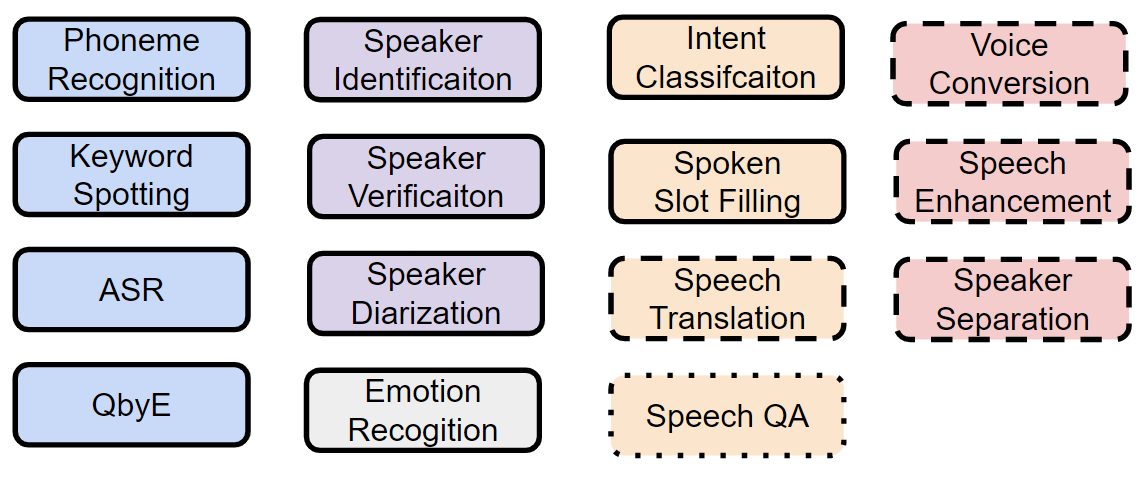 Phoneme
Recognition
Speaker
Identificaiton
Intent
Classifcaiton
Voice
Conversion
Keyword
Spotting
Speaker
Verificaiton
Spoken
Slot Filling
Speech
Enhancement
ASR
Speaker
Diarization
Speech
Translation
Speaker
Separation
QbyE
Emotion
Recogition
Speech QA